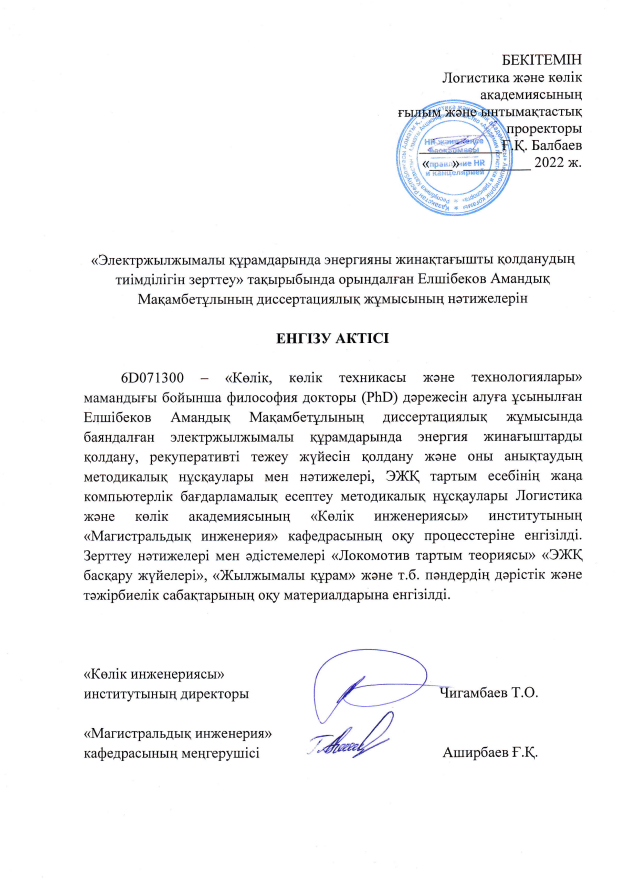 БЕКІТЕМІН
Логистика және көлік
академиясының
ғылым және ынтымақтастық
проректоры
Ғ.Қ. Балбаев
« » 2022 ж.
HR және кеңсе
басқармасы
Управление HR
и канцелярией
«Электржылжымалы құрамдарында энергияны жинақтағышты қолданудың
тиімділігін зерттеу» тақырыбында орындалған Елшібеков Амандық
Мақамбетұлының диссертациялық жұмысының нәтижелерін
ЕНГІЗУ АКТІСІ
6D071300 – «Көлік, көлік техникасы және технологиялары»
мамандығы бойынша философия докторы (PhD) дәрежесін алуға ұсынылған
Елшібеков Амандық Мақамбетұлының диссертациялық жұмысында
баяндалған электржылжымалы құрамдарында энергия жинағыштарды
қолдану, рекуперативті тежеу жүйесін қолдану және оны анықтаудың
методикалық нұсқаулары мен нәтижелері, ЭЖҚ тартым есебінің жаңа
компьютерлік бағдарламалық есептеу методикалық нұсқаулары Логистика
және көлік академиясының «Көлік инженериясы» институтының
«Магистральдық инженерия» кафедрасының оқу процесстеріне енгізілді.
Зерттеу нәтижелері мен әдістемелері «Локомотив тартым теориясы» «ЭЖҚ
басқару жүйелері», «Жылжымалы құрам» және т.б. пәндердің дәрістік және
тәжірбиелік сабақтарының оқу материалдарына енгізілді.
«Көлік инженериясы»
институтының директоры Чигамбаев Т.О.
«Магистральдық инженерия»
кафедрасының меңгерушісі Аширбаев Ғ.Қ.